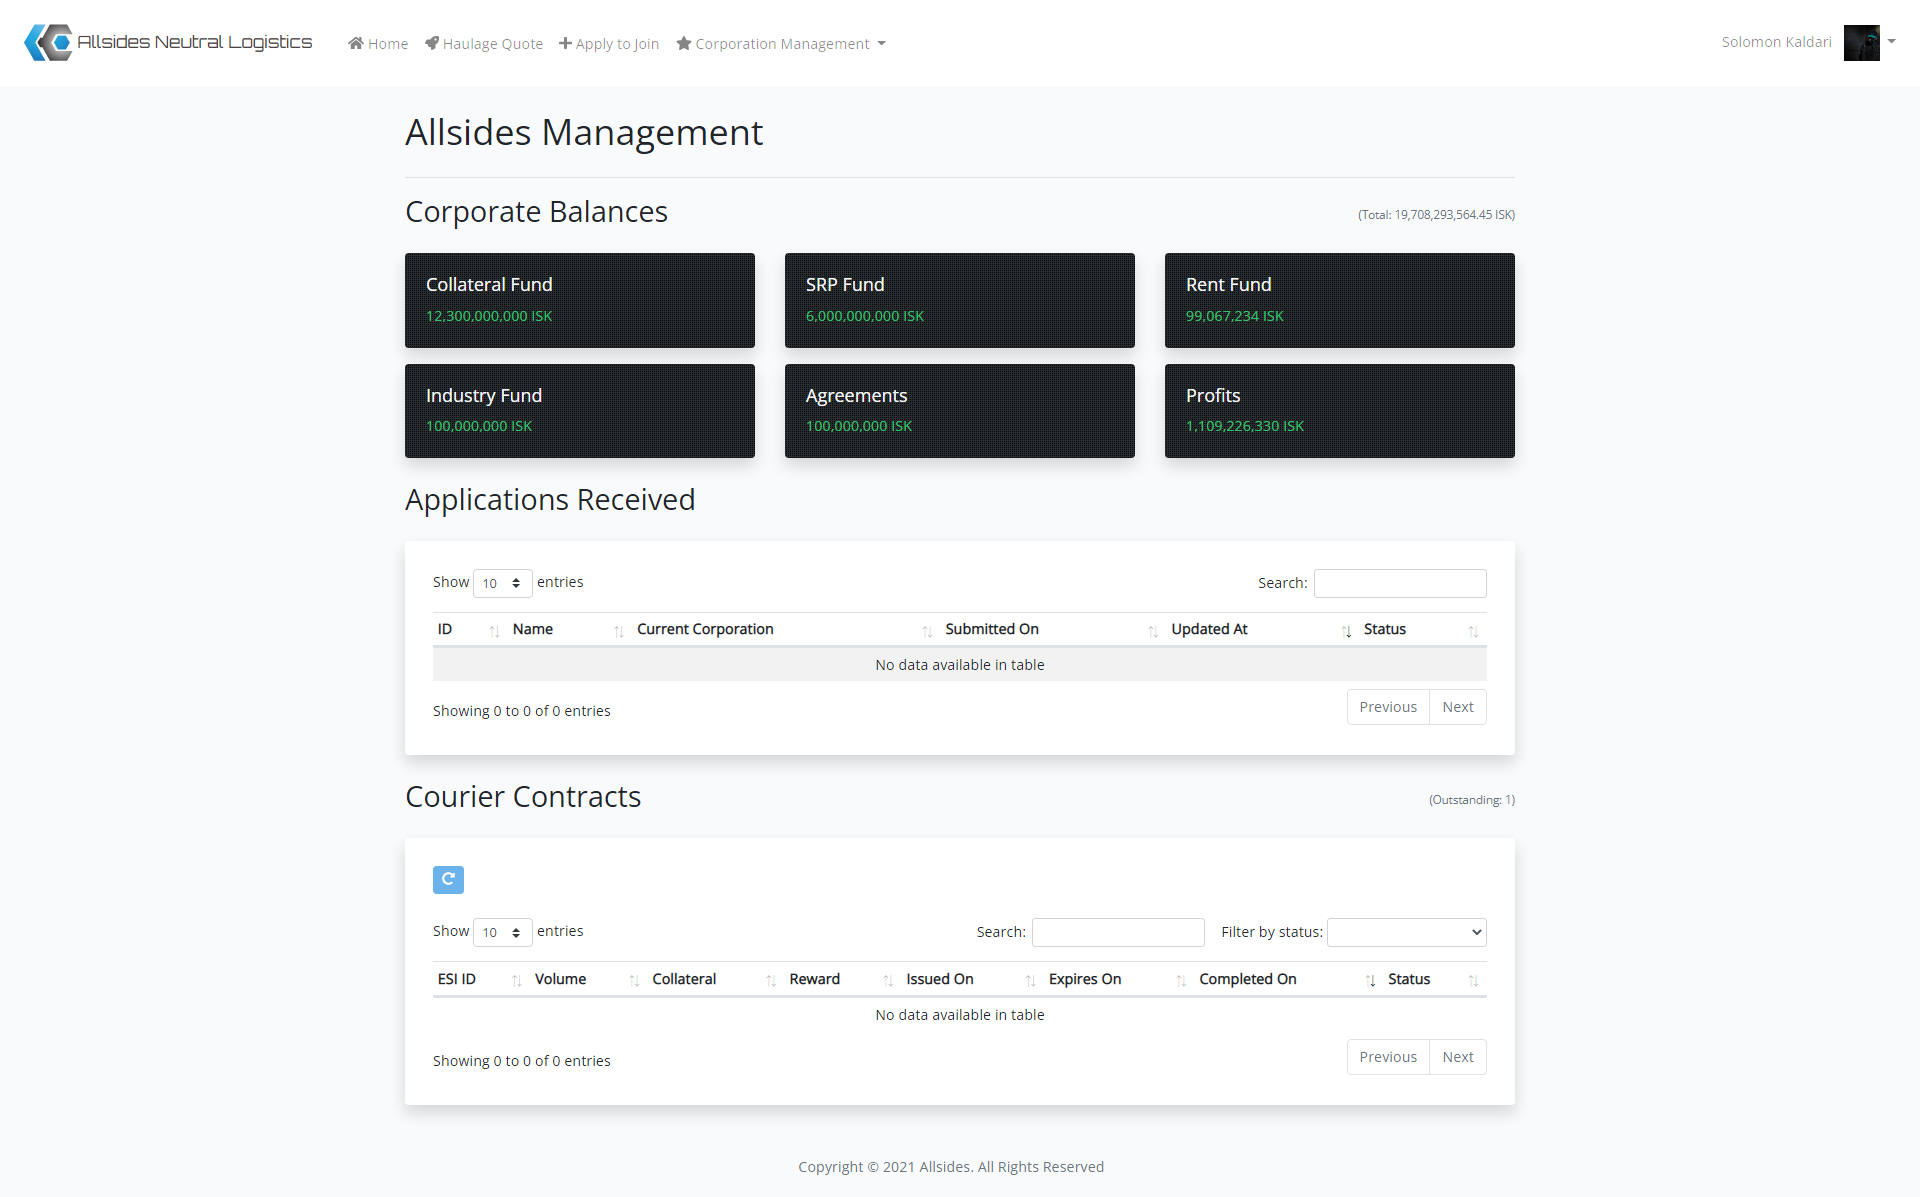 Allsides Neutral Logistics
Home Haulage Quote Apply to Join Corporation Management
Solomon Kaldari
Allsides Management
Corporate Balances
(Total: 19,708,293,564.45 ISK)
Collateral Fund
12,300,000,000 ISK
SRP Fund
6,000,000,000 ISK
Rent Fund
99,067,234 ISK
Industry Fund
100,000,000 ISK
Agreements
100,000,000 ISK
Profits
1,109,226,330 ISK
Applications Received
Show 10 entries
Search:
ID Name Current Corporation Submitted On Updated At Status
No data available in table
Showing 0 to 0 of 0 entries
Previous Next
Courier Contracts
(Outstanding: 1)
Show 10 entries
Search: Filter by status:
ESI ID Volume Collateral Reward Issued On Expires On Completed On Status
No data available in table
Showing 0 to 0 of 0 entries
Previous Next
Copyright © 2021 Allsides. All Rights Reserved